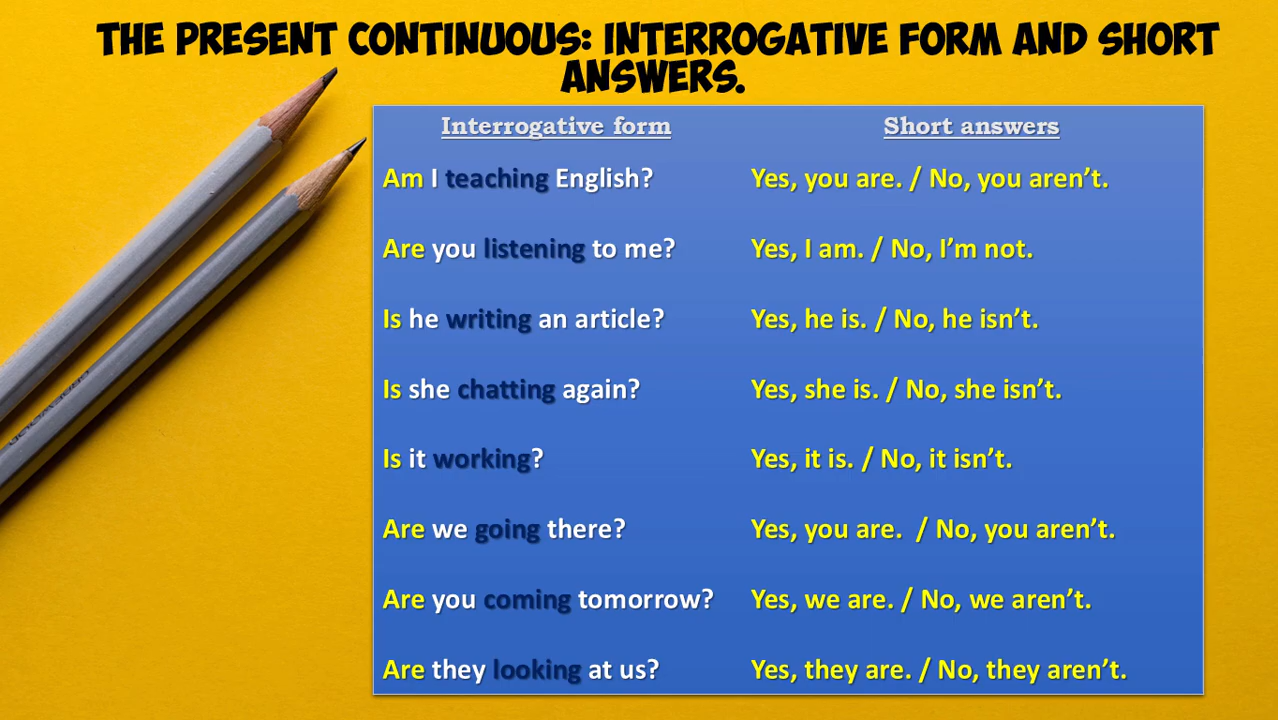 THE PRESENT CONTINUOUS: INTERROGATIVE FORM AND SHORT
ANSWERS.
Interrogative form Short answers
Am I teaching English? Yes, you are. / No, you aren’t.
Are you listening to me? Yes, I am. / No, I’m not.
Is he writing an article? Yes, he is. / No, he isn’t.
Is she chatting again? Yes, she is. / No, she isn’t.
Is it working? Yes, it is. / No, it isn’t.
Are we going there? Yes, you are. / No, you aren’t.
Are you coming tomorrow? Yes, we are. / No, we aren’t.
Are they looking at us? Yes, they are. / No, they aren’t.